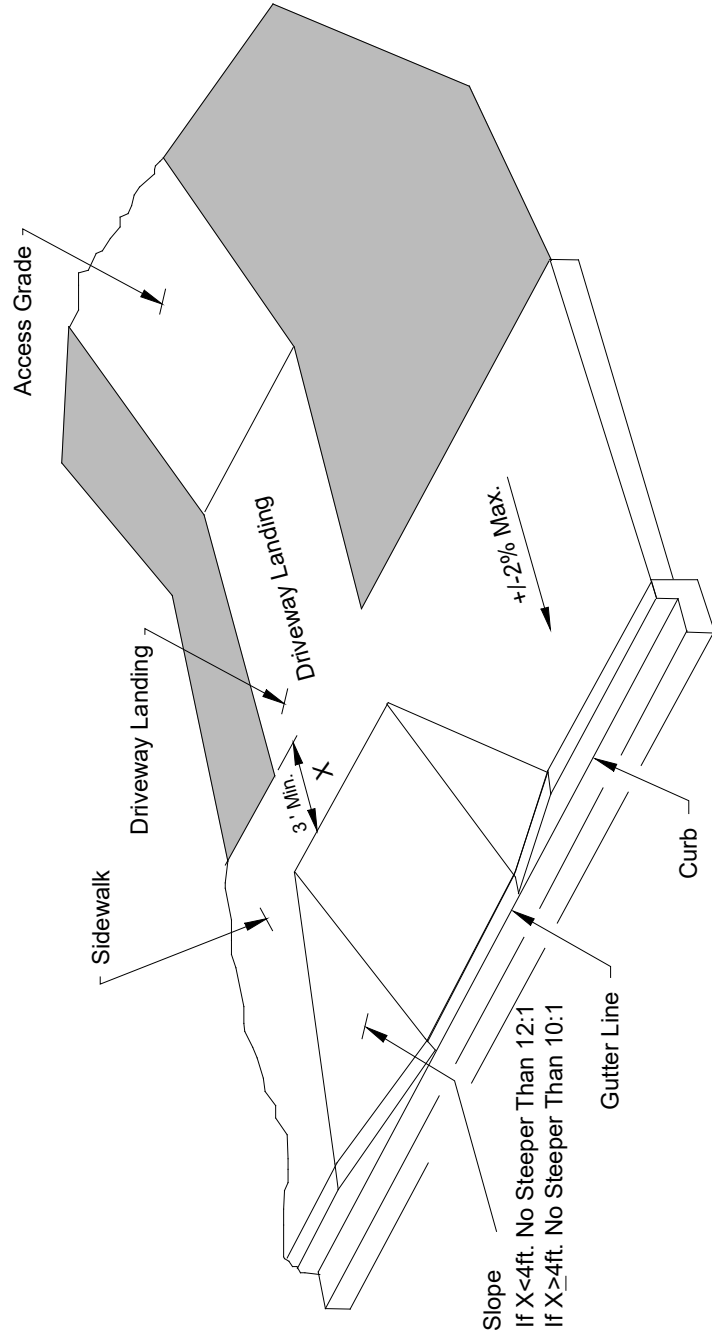 Access Grade
Driveway Landing
Sidewalk
Driveway Landing
3' Min.
X
+/-2% Max.
Slope
If X<4ft. No Steeper Than 12:1
If X≥4ft. No Steeper Than 10:1
Gutter Line
Curb